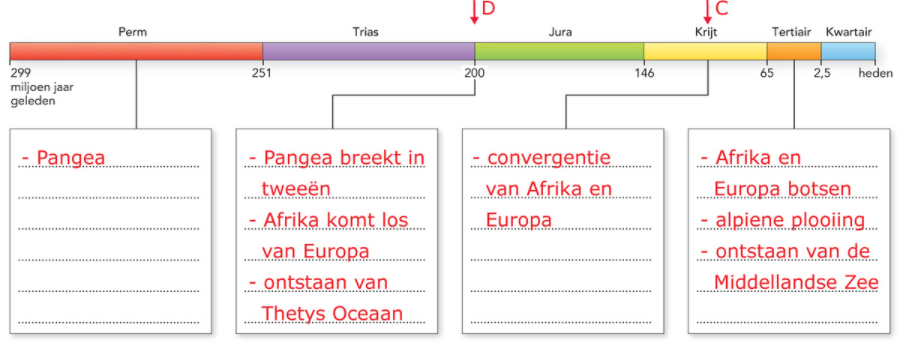 D
C
Perm
Trias
Jura
Krijt
Tertiair
Kwartair
299
251
200
146
65
2,5
heden
miljoen jaar
geleden
- Pangea
- Pangea breekt in
tweeën
- Afrika komt los
van Europa
- ontstaan van
Thetys Oceaan
- convergentie
van Afrika en
Europa
- Afrika en
Europa botsen
- alpiene plooiing
- ontstaan van de
Middellandse Zee